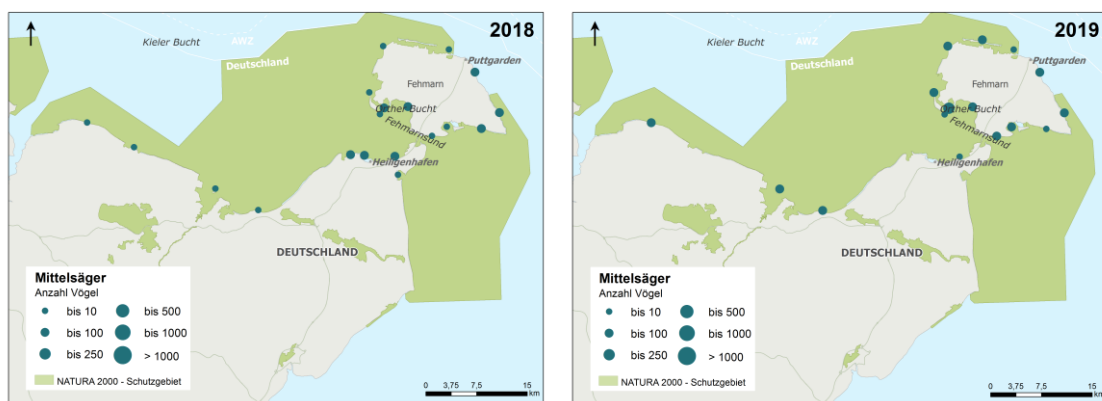 2018
Kieler Bucht
AWZ
Deutschland
Puttgarden
Fehmarn
Orther Bucht
Fehmarnsund
Heiligenhafen
DEUTSCHLAND
Mittelsäger
Anzahl Vögel
bis 10
bis 500
bis 100
bis 1000
bis 250
> 1000
NATURA 2000 - Schutzgebiet
0 3,75 7,5 15
km
2019
Kieler Bucht
AWZ
Deutschland
Puttgarden
Fehmarn
Orther Bucht
Fehmarnsund
Heiligenhafen
DEUTSCHLAND
Mittelsäger
Anzahl Vögel
bis 10
bis 500
bis 100
bis 1000
bis 250
> 1000
NATURA 2000 - Schutzgebiet
0 3,75 7,5 15
km